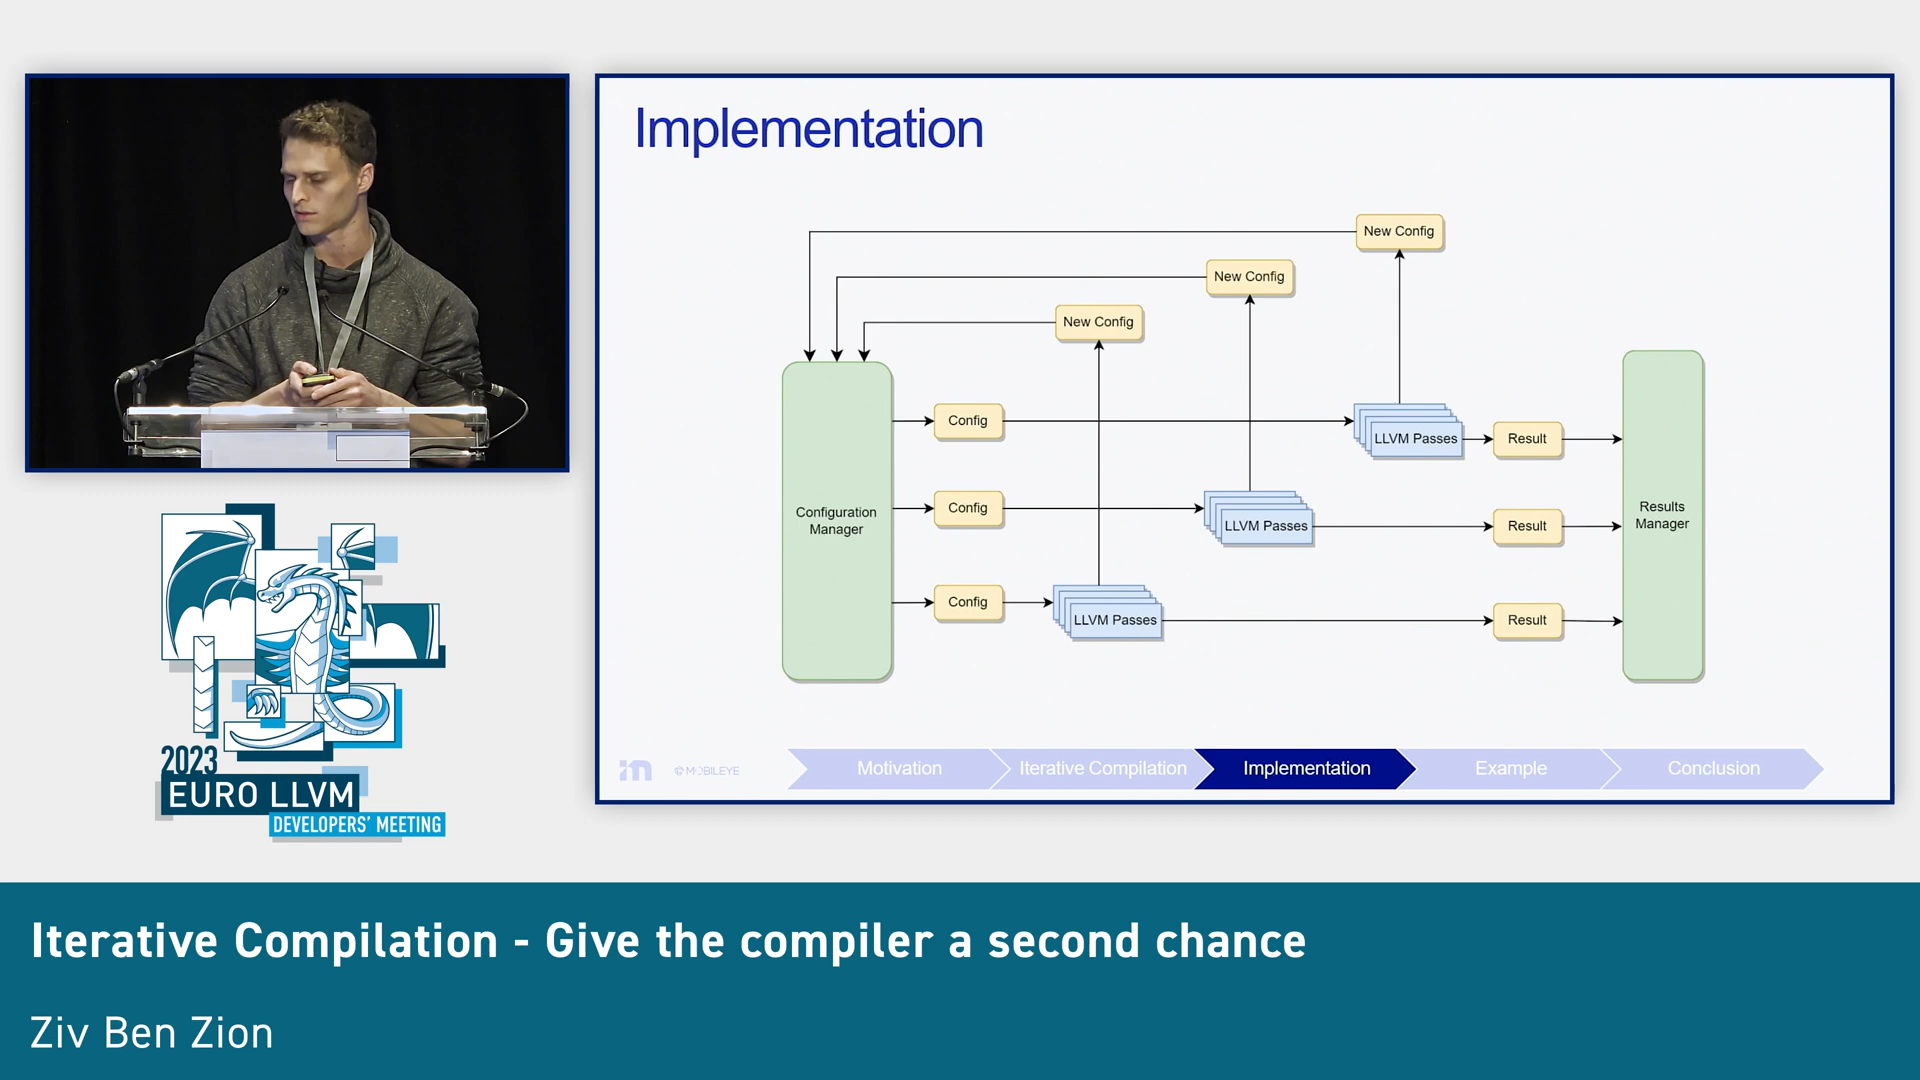 Implementation
New Config
New Config
New Config
Configuration
Manager
Config
LLVM Passes
Result
Config
LLVM Passes
Result
Config
LLVM Passes
Result
Results
Manager
MOBILEYE
Motivation
Iterative Compilation
Implementation
Example
Conclusion
2023
EURO LLVM
DEVELOPERS' MEETING
Iterative Compilation - Give the compiler a second chance
Ziv Ben Zion